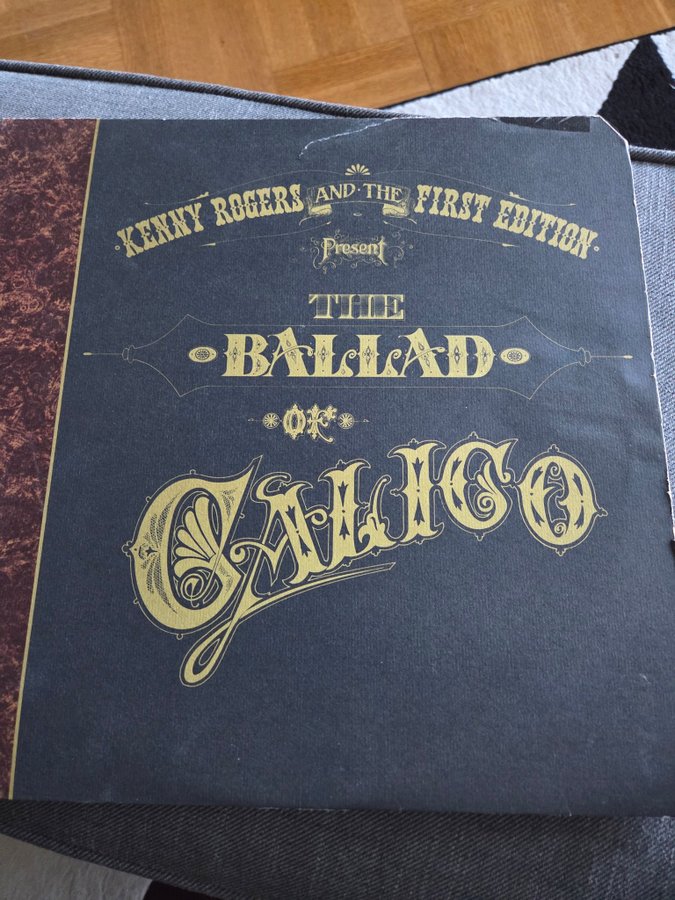 KENNY ROGERS AND·THE FIRST EDITION
Present
THE
BALLAD
OF
CALICO